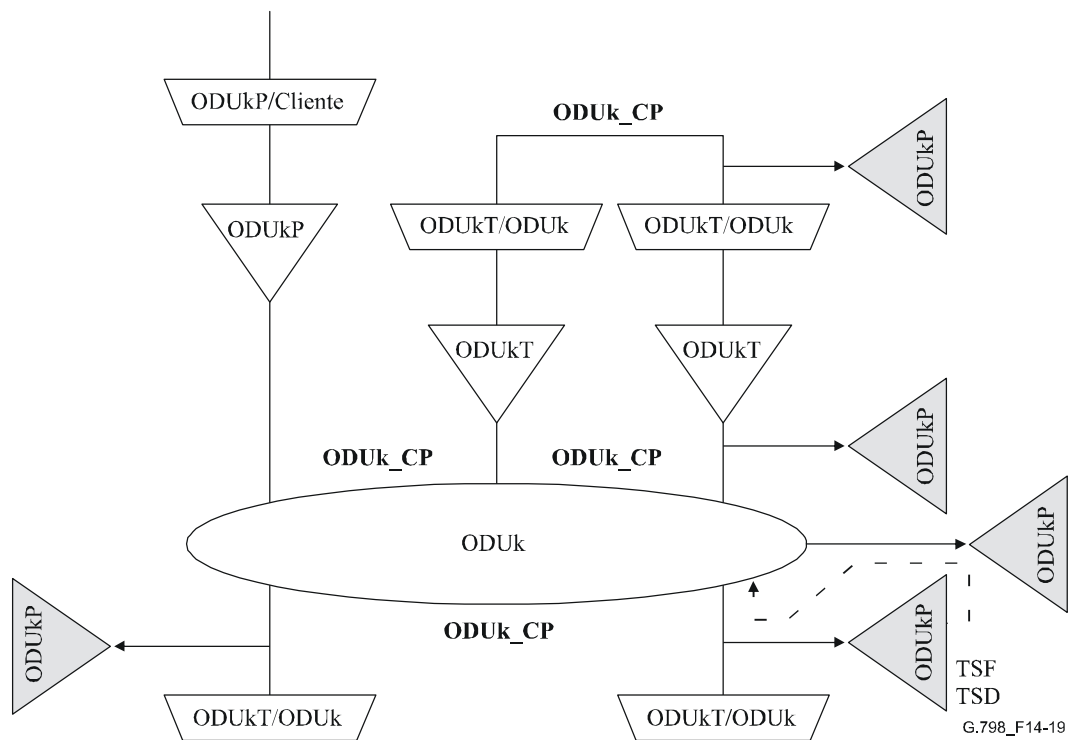 ODUkP/Cliente
ODUk_CP
ODUkP
ODUkT/ODUk
ODUkT/ODUk
ODUkP
ODUkT
ODUkT
ODUk_CP
ODUk_CP
ODUkP
ODUk
ODUkP
ODUkP
ODUk_CP
ODUkP
TSF
TSD
ODUkT/ODUk
ODUkT/ODUk
G.798_F14-19